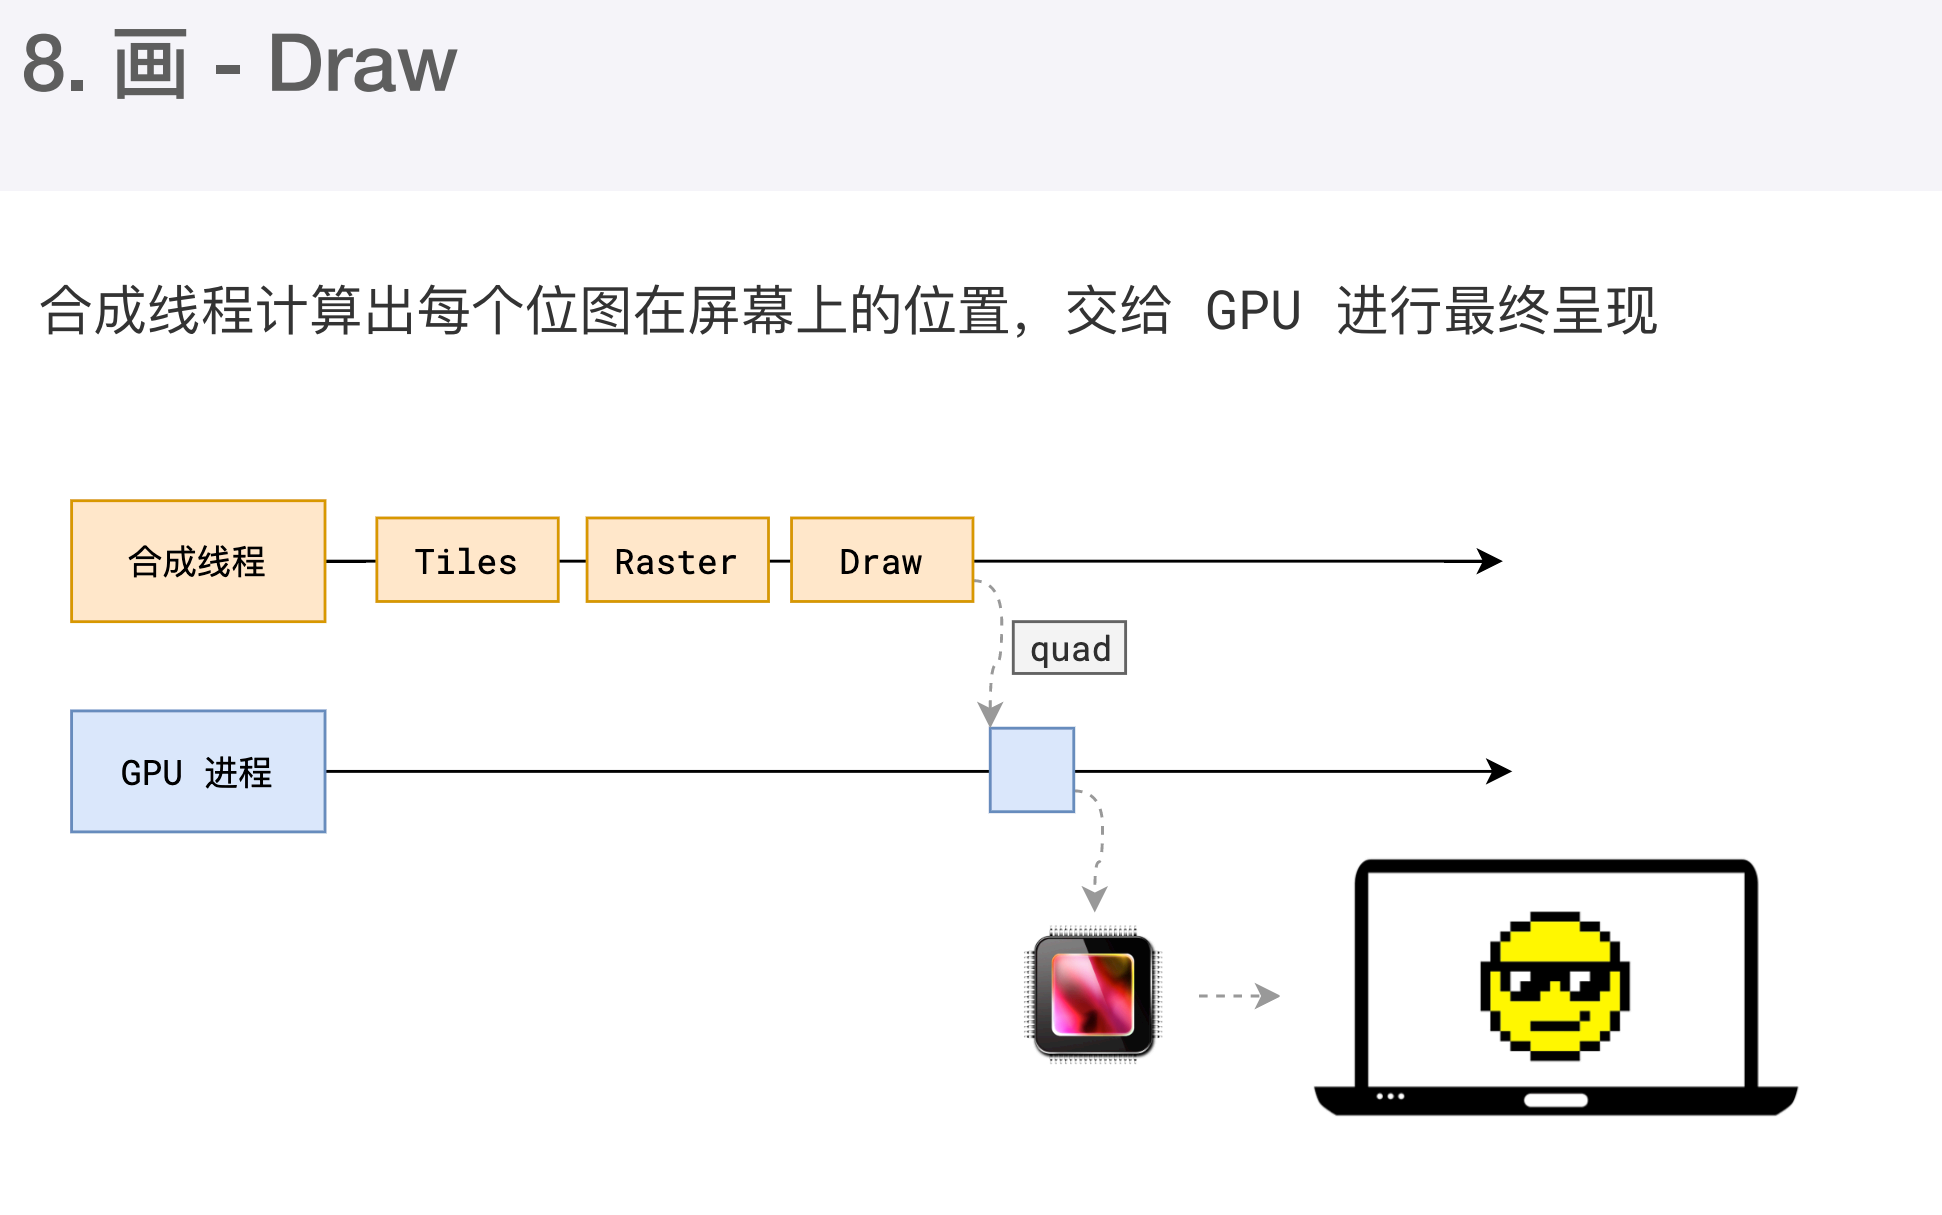 8. 画 - Draw
合成线程计算出每个位图在屏幕上的位置，交给 GPU 进行最终呈现
合成线程
Tiles
Raster
Draw
quad
GPU 进程